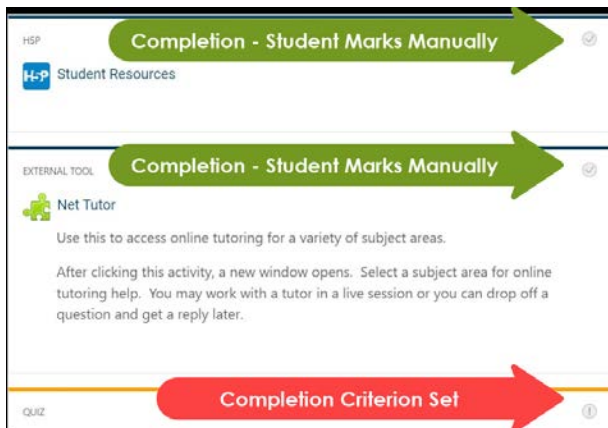 H5P
Completion - Student Marks Manually
H5P
Student Resources
EXTERNAL TOOL
Completion - Student Marks Manually
Net Tutor
Use this to access online tutoring for a variety of subject areas.
After clicking this activity, a new window opens. Select a subject area for online
tutoring help. You may work with a tutor in a live session or you can drop off a
question and get a reply later.
QUIZ
Completion Criterion Set